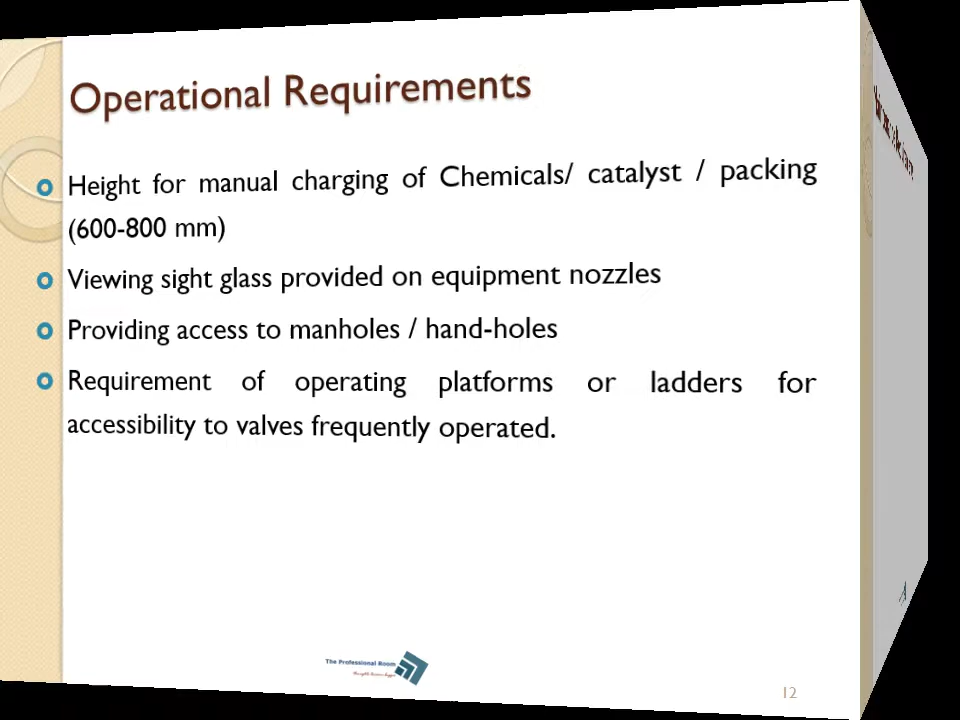 Operational Requirements
Height for manual charging of Chemicals/ catalyst / packing
(600-800 mm)
Viewing sight glass provided on equipment nozzles
Providing access to manholes / hand-holes
Requirement of operating platforms or ladders for
accessibility to valves frequently operated.
The Professional Room
12